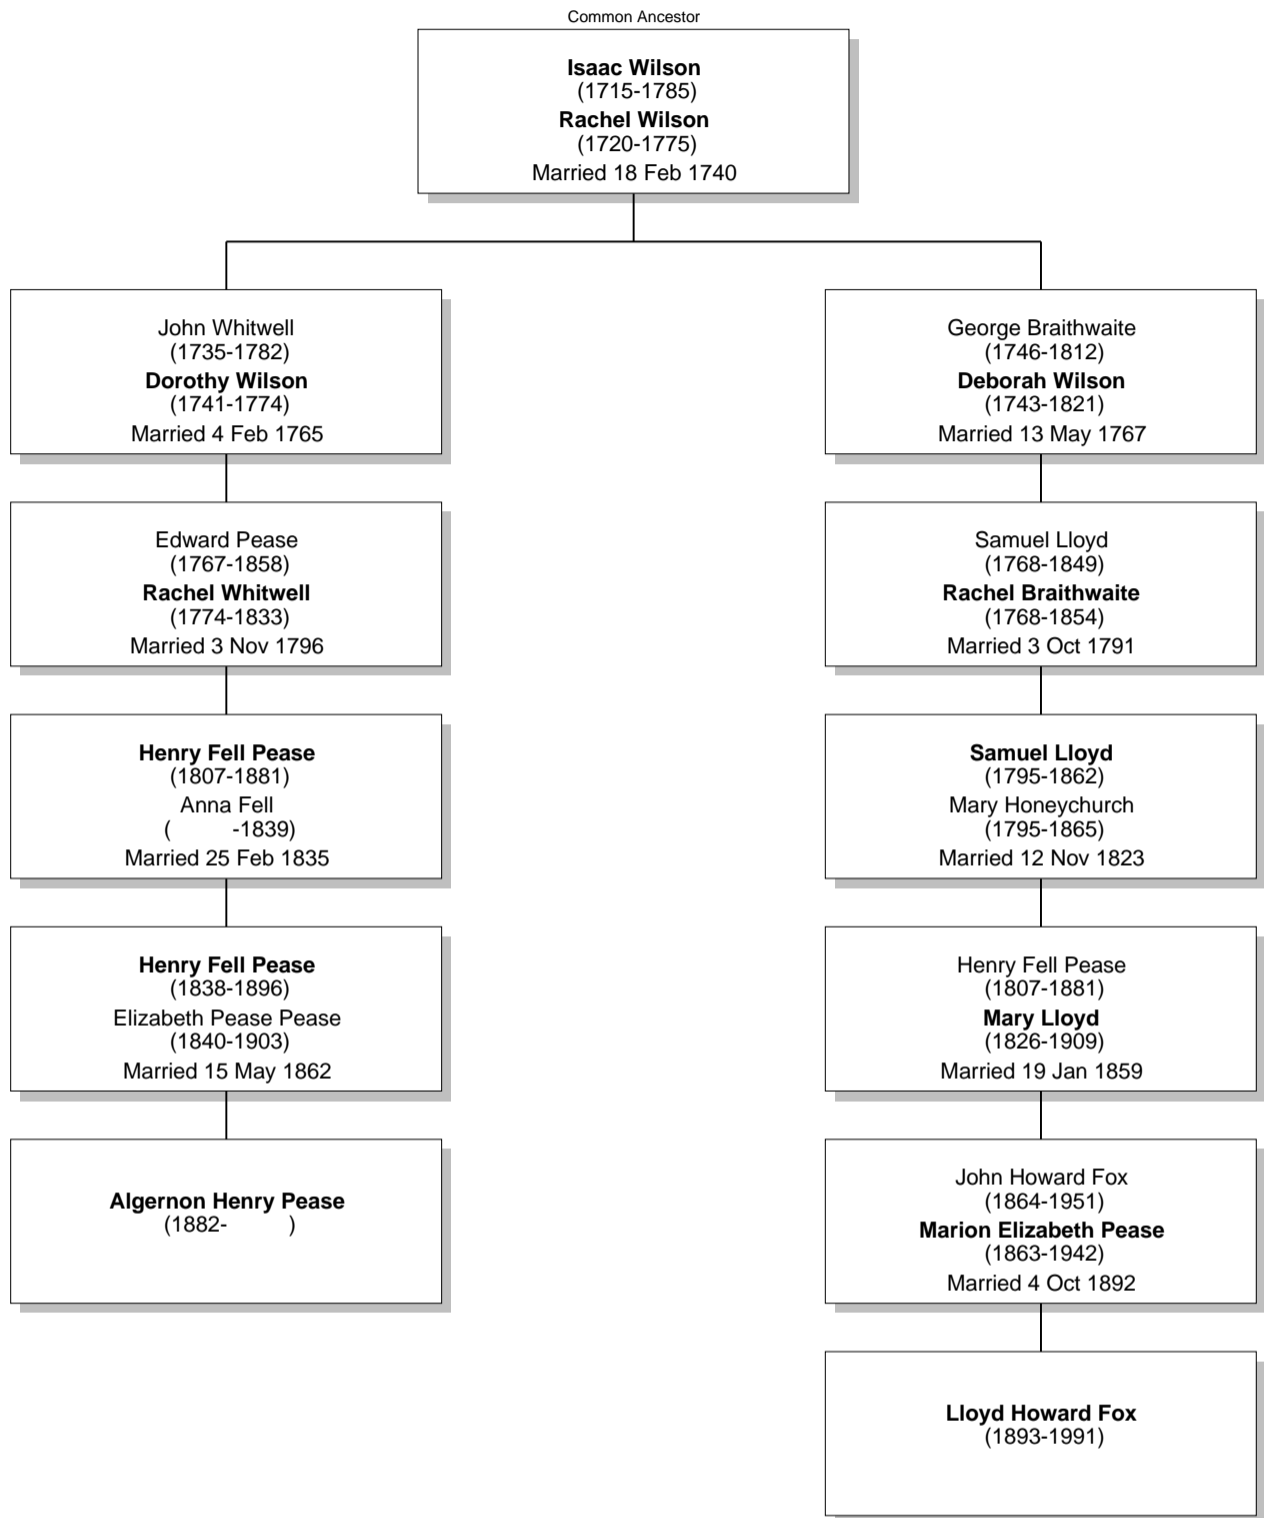 Common Ancestor
Isaac Wilson
(1715-1785)
Rachel Wilson
(1720-1775)
Married 18 Feb 1740
John Whitwell
(1735-1782)
Dorothy Wilson
(1741-1774)
Married 4 Feb 1765
George Braithwaite
(1746-1812)
Deborah Wilson
(1743-1821)
Married 13 May 1767
Edward Pease
(1767-1858)
Rachel Whitwell
(1774-1833)
Married 3 Nov 1796
Samuel Lloyd
(1768-1849)
Rachel Braithwaite
(1768-1854)
Married 3 Oct 1791
Henry Fell Pease
(1807-1881)
Anna Fell
(          -1839)
Married 25 Feb 1835
Samuel Lloyd
(1795-1862)
Mary Honeychurch
(1795-1865)
Married 12 Nov 1823
Henry Fell Pease
(1838-1896)
Elizabeth Pease Pease
(1840-1903)
Married 15 May 1862
Henry Fell Pease
(1807-1881)
Mary Lloyd
(1826-1909)
Married 19 Jan 1859
Algernon Henry Pease
(1882-          )
John Howard Fox
(1864-1951)
Marion Elizabeth Pease
(1863-1942)
Married 4 Oct 1892
Lloyd Howard Fox
(1893-1991)